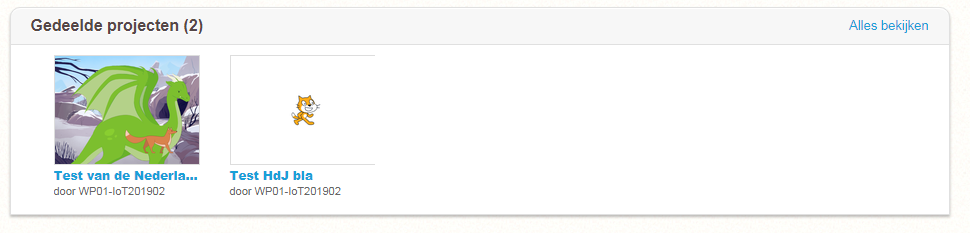 Gedeelde projecten (2)
Alles bekijken
Test van de Nederla...
door WP01-IoT201902
Test HdJ bla
door WP01-IoT201902